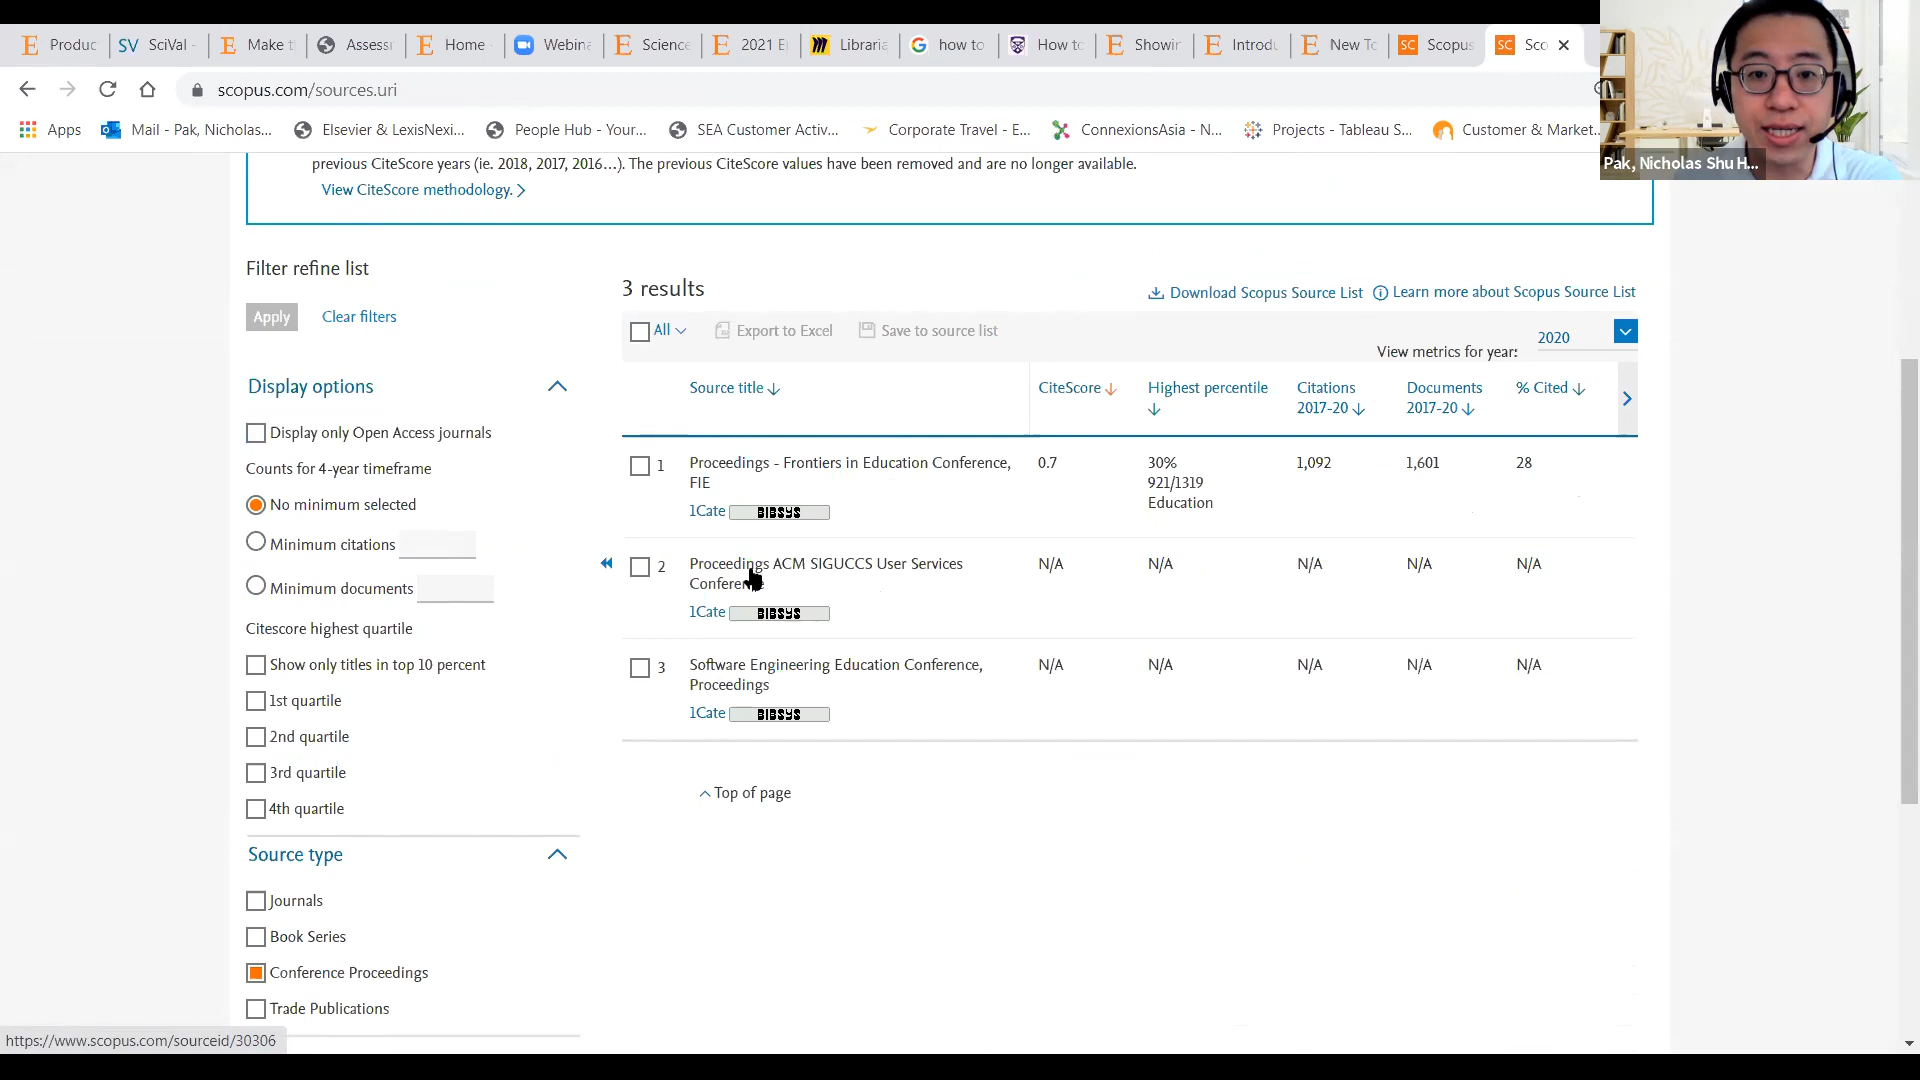 Produc
SciVal
Make t
Assess
Home
Webina
Science
2021 E
Libraria
how to
How to
Showin
Introdu
New To
Scopus
Sco
scopus.com/sources.uri
Apps
Mail - Pak, Nicholas...
Elsevier & LexisNexi...
People Hub - Your...
SEA Customer Activ...
Corporate Travel - E...
ConnexionsAsia - N...
Projects - Tableau S...
Customer & Market...
Pak, Nicholas Shu H...
previous CiteScore years (ie. 2018, 2017, 2016...). The previous CiteScore values have been removed and are no longer available.
View CiteScore methodology. >
Filter refine list
Apply Clear filters
Display options
Display only Open Access journals
Counts for 4-year timeframe
No minimum selected
Minimum citations
Minimum documents
Citescore highest quartile
Show only titles in top 10 percent
1st quartile
2nd quartile
3rd quartile
4th quartile
Source type
Journals
Book Series
Conference Proceedings
Trade Publications
3 results
Download Scopus Source List Learn more about Scopus Source List
All Export to Excel Save to source list
View metrics for year: 2020
Source title CiteScore Highest percentile Citations 2017-20 Documents 2017-20 % Cited
1 Proceedings - Frontiers in Education Conference, 0.7 30% 1,092 1,601 28
FIE 921/1319
Education
1Cate BIBSYS
2 Proceedings ACM SIGUCCS User Services N/A N/A N/A N/A N/A
Conference
1Cate BIBSYS
3 Software Engineering Education Conference, N/A N/A N/A N/A N/A
Proceedings
1Cate BIBSYS
Top of page
https://www.scopus.com/sourceid/30306